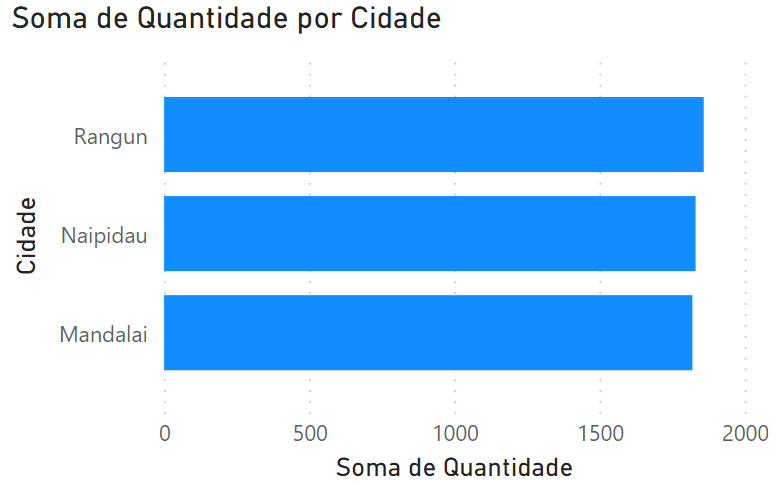 Soma de Quantidade por Cidade
Cidade
Rangun
Naipidau
Mandalai
0 500 1000 1500 2000
Soma de Quantidade